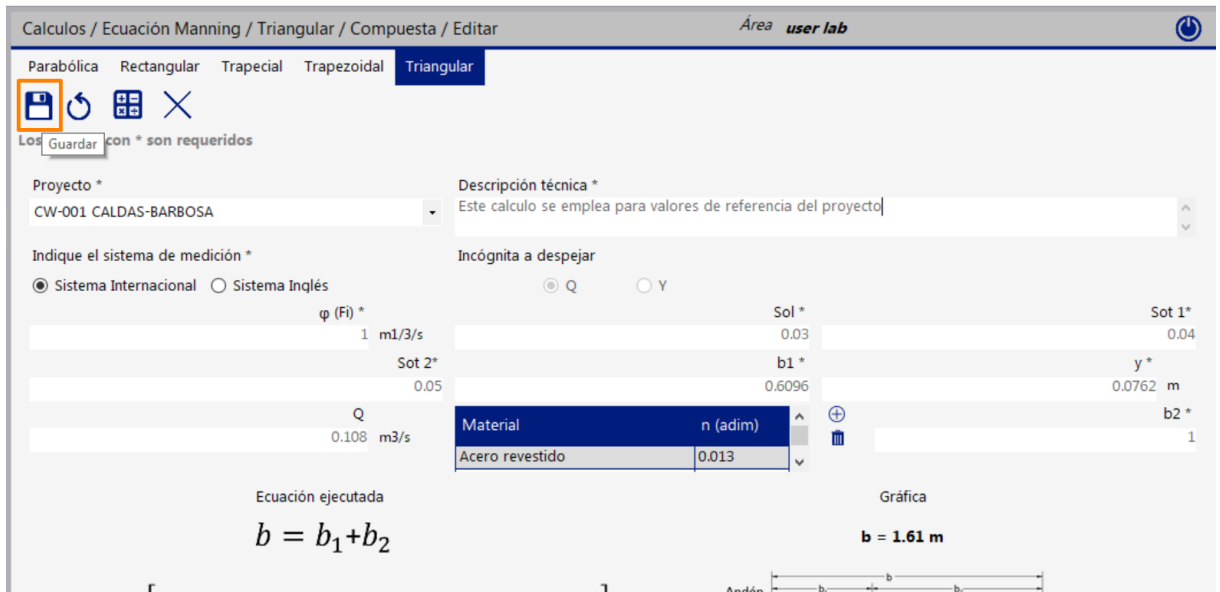 Calculos / Ecuación Manning / Triangular / Compuesta / Editar Área user lab
Parabólica Rectangular Trapecial Trapezoidal Triangular
Los con * son requeridos
Guardar
Proyecto * Descripción técnica *
CW-001 CALDAS-BARBOSA Este calculo se emplea para valores de referencia del proyecto
Indique el sistema de medición * Incógnita a despejar
Sistema Internacional Sistema Inglés Q Y
φ (Fi) * Sol * Sot 1*
1 m1/3/s 0.03 0.04
Sot 2* b1 * y *
0.05 0.6096 0.0762 m
Q Material n (adim) b2 *
0.108 m3/s Acero revestido 0.013 1
Ecuación ejecutada Gráfica
b = b₁+b₂ b = 1.61 m
b
Andén b₁ b₂